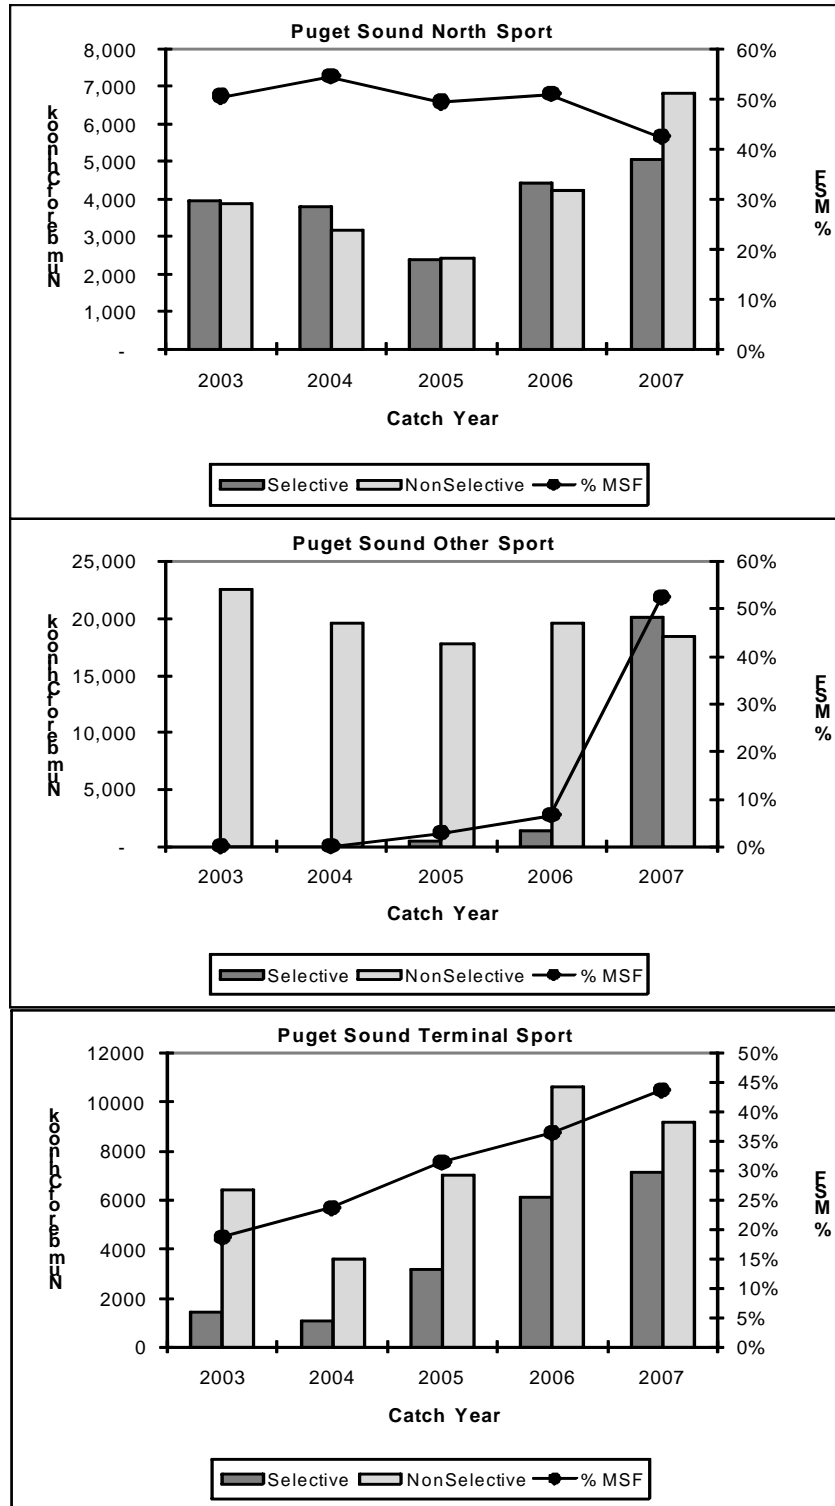 Puget Sound North Sport
8,000
7,000
6,000
5,000
4,000
3,000
2,000
1,000
-
Number of Chinook
60%
50%
40%
30%
20%
10%
0%
% MSF
2003 2004 2005 2006 2007
Catch Year
Selective NonSelective % MSF
Puget Sound Other Sport
25,000
20,000
15,000
10,000
5,000
-
Number of Chinook
60%
50%
40%
30%
20%
10%
0%
% MSF
2003 2004 2005 2006 2007
Catch Year
Selective NonSelective % MSF
Puget Sound Terminal Sport
12000
10000
8000
6000
4000
2000
0
Number of Chinook
50%
45%
40%
35%
30%
25%
20%
15%
10%
5%
0%
% MSF
2003 2004 2005 2006 2007
Catch Year
Selective NonSelective % MSF